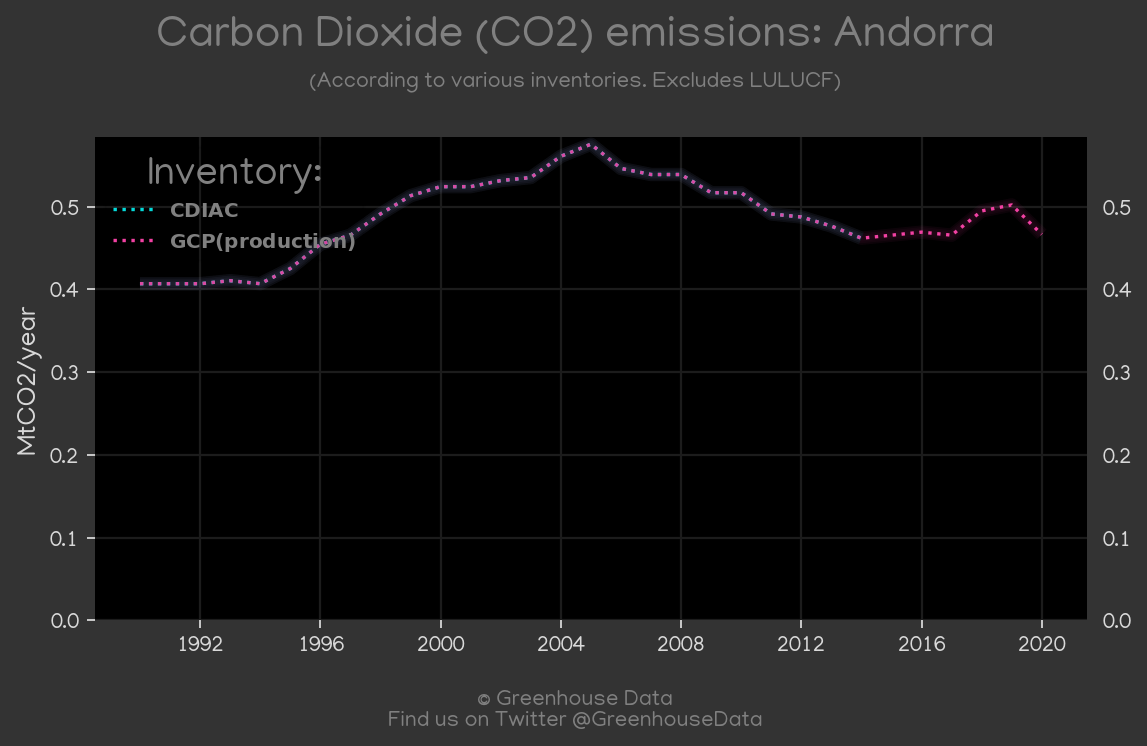 Carbon Dioxide (CO2) emissions: Andorra
(According to various inventories. Excludes LULUCF)
Inventory:
CDIAC
GCP(production)
MtCO2/year
0.5
0.4
0.3
0.2
0.1
0.0
0.5
0.4
0.3
0.2
0.1
0.0
1992 1996 2000 2004 2008 2012 2016 2020
© Greenhouse Data
Find us on Twitter @GreenhouseData